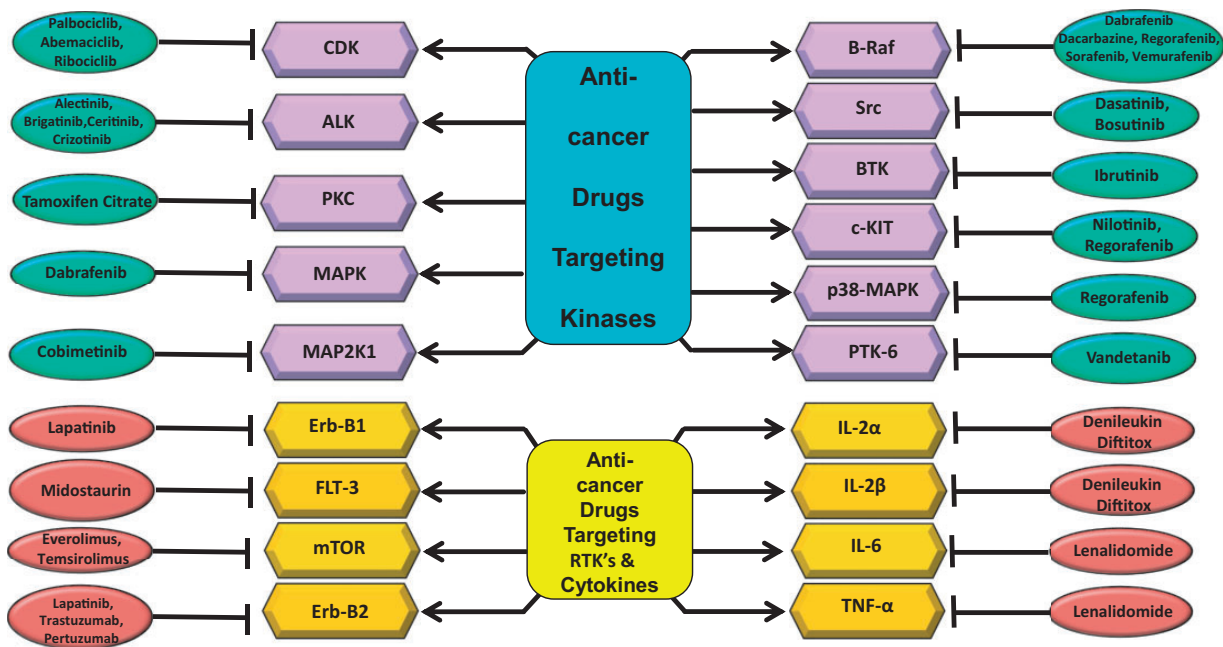 Palbociclib,
Abemaciclib,
Ribociclib
CDK
Alectinib,
Brigatinib,Ceritinib,
Crizotinib
ALK
Tamoxifen Citrate
PKC
Dabrafenib
MAPK
Cobimetinib
MAP2K1
Anti-
cancer
Drugs
Targeting
Kinases
B-Raf
Dabrafenib
Dacarbazine, Regorafenib,
Sorafenib, Vemurafenib
Src
Dasatinib,
Bosutinib
BTK
Ibrutinib
c-KIT
Nilotinib,
Regorafenib
p38-MAPK
Regorafenib
PTK-6
Vandetanib
Lapatinib
Erb-B1
Midostaurin
FLT-3
Everolimus,
Temsirolimus
mTOR
Lapatinib,
Trastuzumab,
Pertuzumab
Erb-B2
Anti-
cancer
Drugs
Targeting
RTK's &
Cytokines
IL-2α
Denileukin
Diftitox
IL-2β
Denileukin
Diftitox
IL-6
Lenalidomide
TNF-α
Lenalidomide